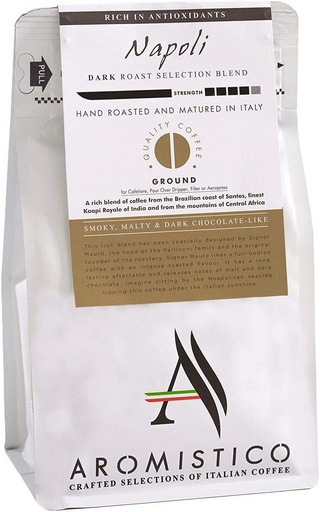 RICH IN ANTIOXIDANTS
Napoli
DARK ROAST SELECTION BLEND
STRENGTH
HAND ROASTED AND MATURED IN ITALY
QUALITY COFFEE
GROUND
for Cafetiere, Pour Over Dripper, Filter or Aeropress
A rich blend of coffee from the Brazilian coast of Santos, finest
Kaapi Royale of India and from the mountains of Central Africa
SMOKY, MALTY & DARK CHOCOLATE-LIKE
This rich blend has been specially designed by Signor
Mauro, the head of the Pellizoni family and the original
founder of the roastery. Signor Mauro likes a full-bodied
coffee with an intense roasted flavour. It has a long
lasting aftertaste and releases notes of malt and dark
chocolate. Imagine sitting by the Neapolitan seaside
sipping this coffee under the Italian sunshine.
PULL
AROMISTICO
CRAFTED SELECTIONS OF ITALIAN COFFEE